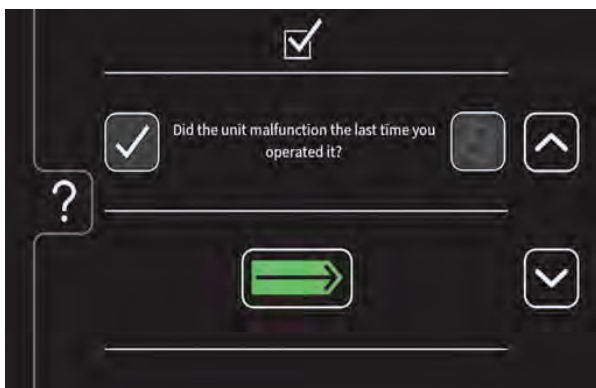 Did the unit malfunction the last time you
operated it?
?